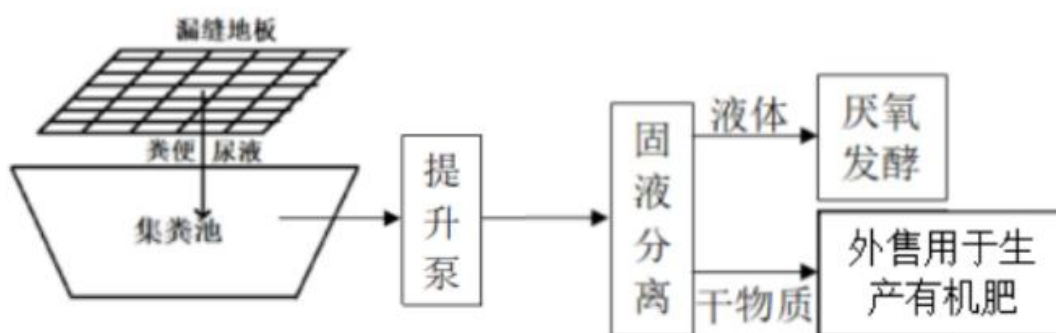 漏缝地板
粪便 尿液
集粪池
提
升
泵
固
液
分
离
液体
干物质
厌氧
发酵
外售用于生
产有机肥